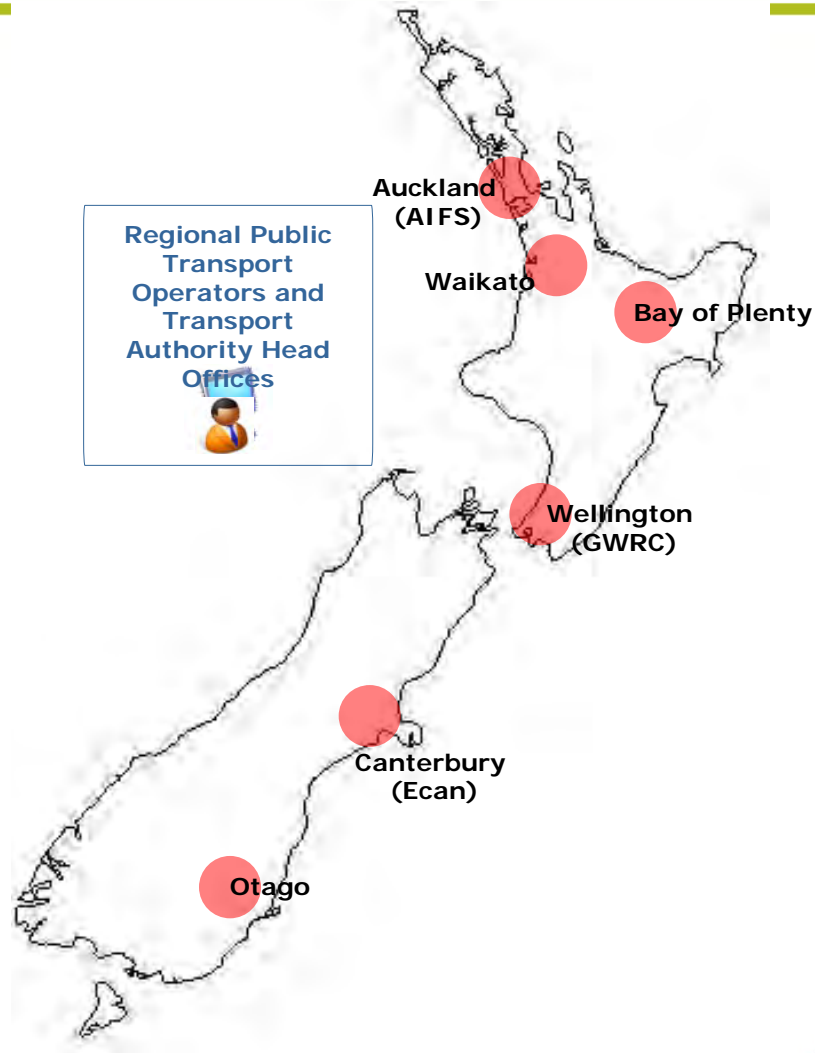 Auckland
(AIFS)
Regional Public
Transport
Operators and
Transport
Authority Head
Offices
Waikato
Bay of Plenty
Wellington
(GWRC)
Canterbury
(Ecan)
Otago